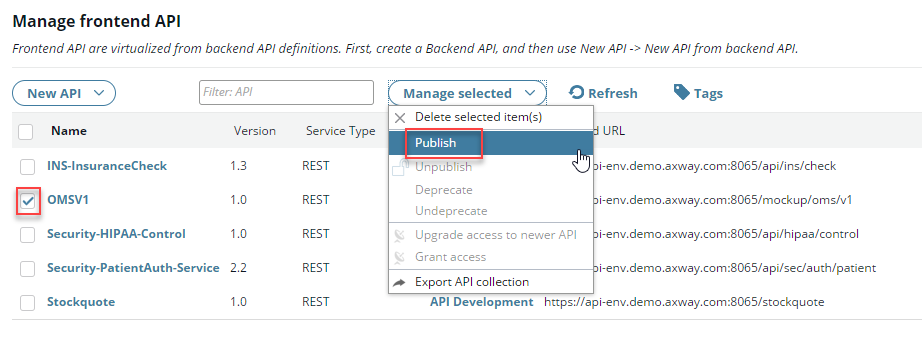 Manage frontend API
Frontend API are virtualized from backend API definitions. First, create a Backend API, and then use New API -> New API from backend API.
New API Filter: API Manage selected Refresh Tags
Delete selected item(s)
Name Version Service Type URL
Publish
INS-InsuranceCheck 1.3 REST pi-env.demo.axway.com:8065/api/ins/check
Unpublish
Deprecate
OMSV1 1.0 REST pi-env.demo.axway.com:8065/mockup/oms/v1
Undeprecate
Security-HIPAA-Control 1.0 REST pi-env.demo.axway.com:8065/api/hipaa/control
Upgrade access to newer API
Grant access
Security-PatientAuth-Service 2.2 REST pi-env.demo.axway.com:8065/api/sec/auth/patient
Export API collection
Stockquote 1.0 REST API Development https://api-env.demo.axway.com:8065/stockquote